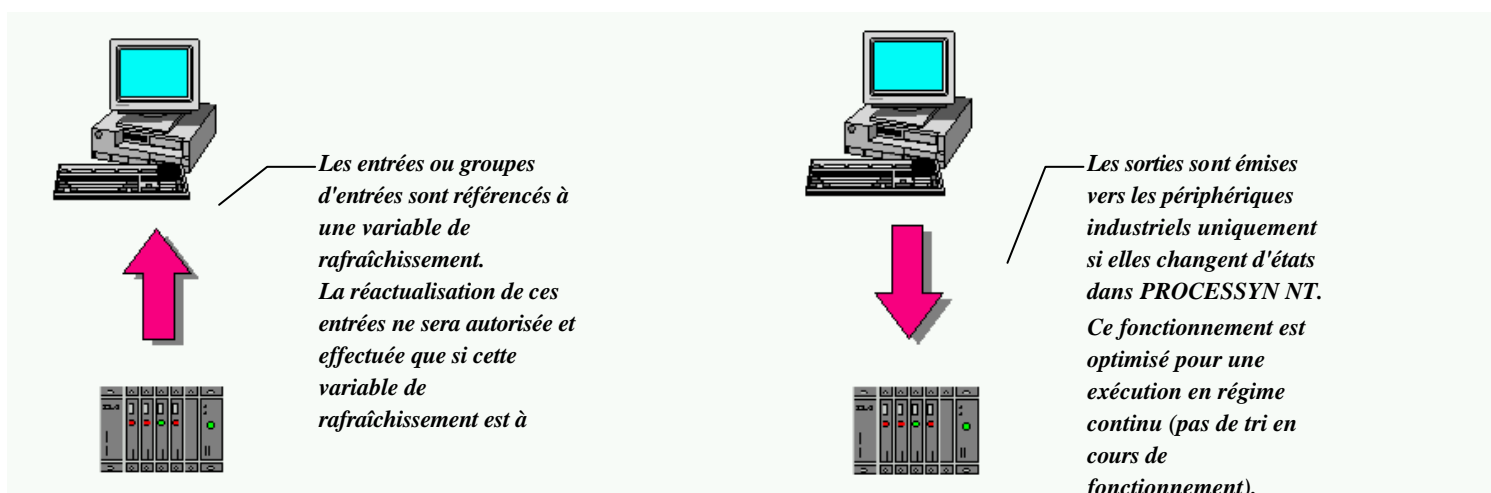 Les entrées ou groupes
d'entrées sont référencés à
une variable de
rafraîchissement.
La réactualisation de ces
entrées ne sera autorisée et
effectuée que si cette
variable de
rafraîchissement est à
Les sorties sont émises
vers les périphériques
industriels uniquement
si elles changent d'états
dans PROCESSYN NT.
Ce fonctionnement est
optimisé pour une
exécution en régime
continu (pas de tri en
cours de
fonctionnement).